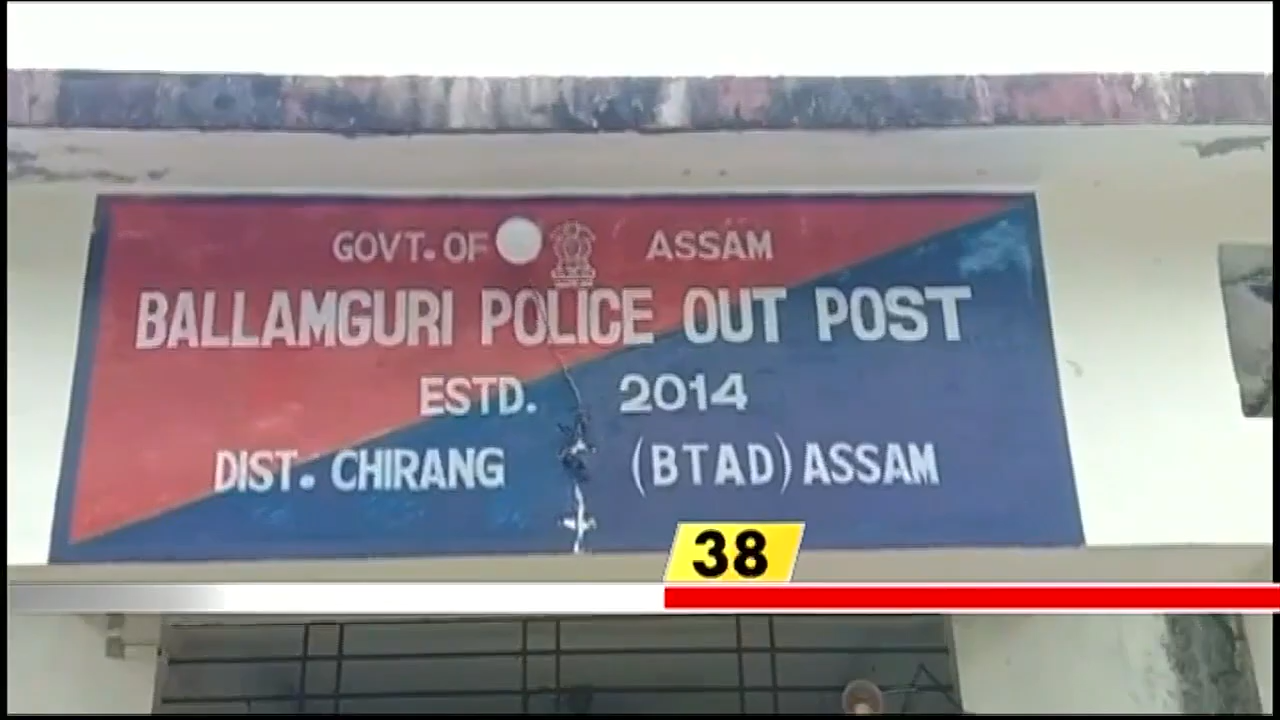 GOVT. OF ASSAM
BALLAMGURI POLICE OUT POST
ESTD. 2014
DIST. CHIRANG (BTAD) ASSAM
38